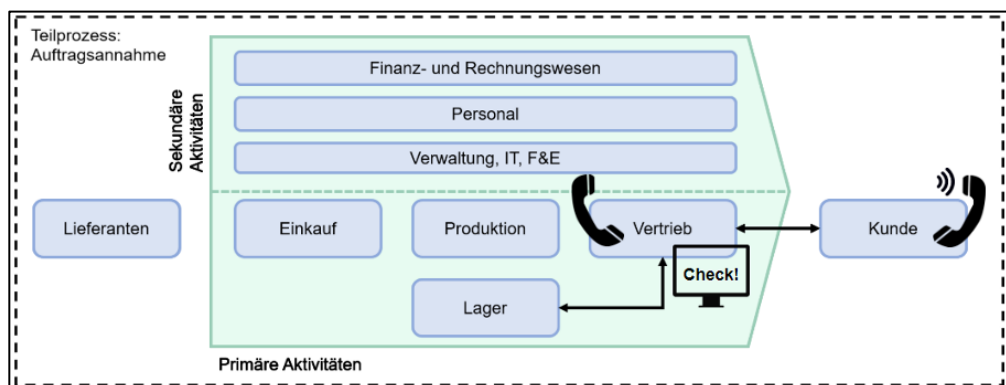 Teilprozess:
Auftragsannahme
Sekundäre
Aktivitäten
Finanz- und Rechnungswesen
Personal
Verwaltung, IT, F&E
Lieferanten
Einkauf
Produktion
Vertrieb
Kunde
Check!
Lager
Primäre Aktivitäten